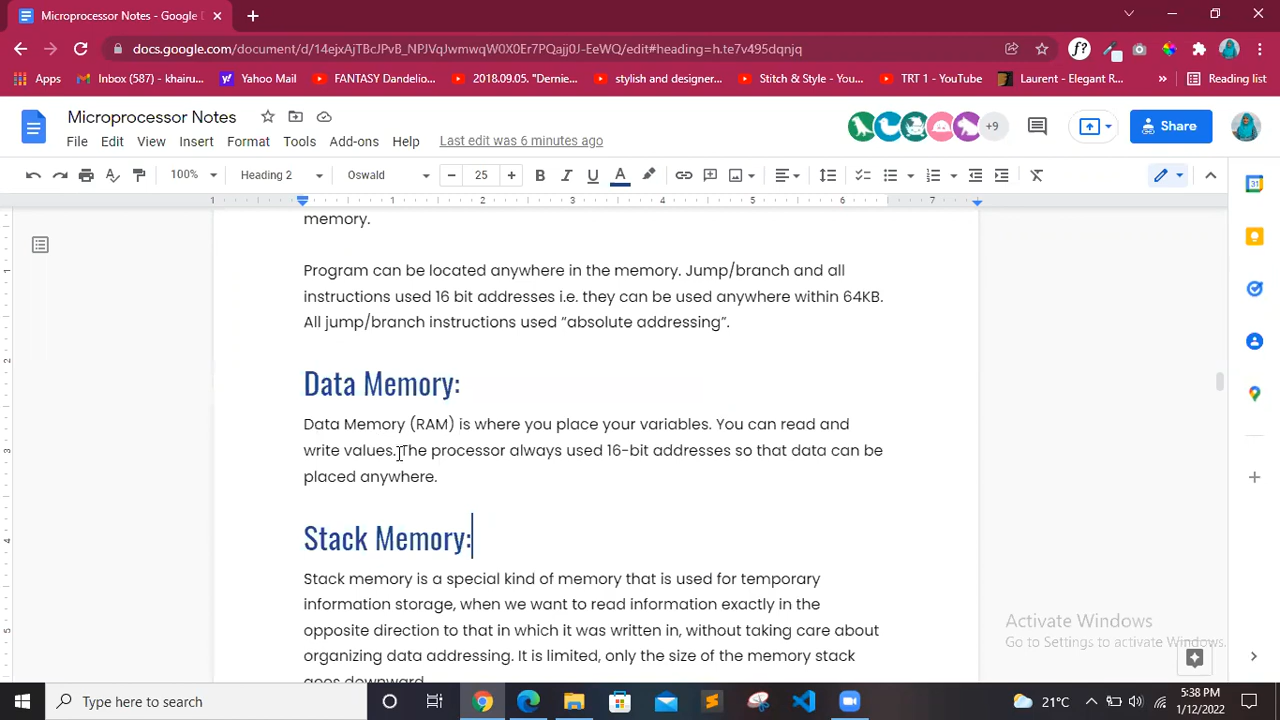 Microprocessor Notes - Google D
docs.google.com/document/d/14ejxAjTBcJPvB_NPJVqJwmwqW0X0Er7PQajj0J-EeWQ/edit#heading=h.te7v495dqnjq
Apps
Inbox (587) - khairu...
Yahoo Mail
FANTASY Dandelio...
2018.09.05. "Dernie...
stylish and designer...
Stitch & Style - You...
TRT 1 - YouTube
Laurent - Elegant R...
Reading list
Microprocessor Notes
File Edit View Insert Format Tools Add-ons Help Last edit was 6 minutes ago
+9
Share
100% Heading 2 Oswald 25
1 1 2 3 4 5 6 7
memory.
Program can be located anywhere in the memory. Jump/branch and all
instructions used 16 bit addresses i.e. they can be used anywhere within 64KB.
All jump/branch instructions used “absolute addressing”.
Data Memory:
Data Memory (RAM) is where you place your variables. You can read and
write values. The processor always used 16-bit addresses so that data can be
placed anywhere.
Stack Memory:
Stack memory is a special kind of memory that is used for temporary
information storage, when we want to read information exactly in the
opposite direction to that in which it was written in, without taking care about
organizing data addressing. It is limited, only the size of the memory stack
goes downward.
Activate Windows
Go to Settings to activate Windows.
Type here to search
21°C
5:38 PM
1/12/2022